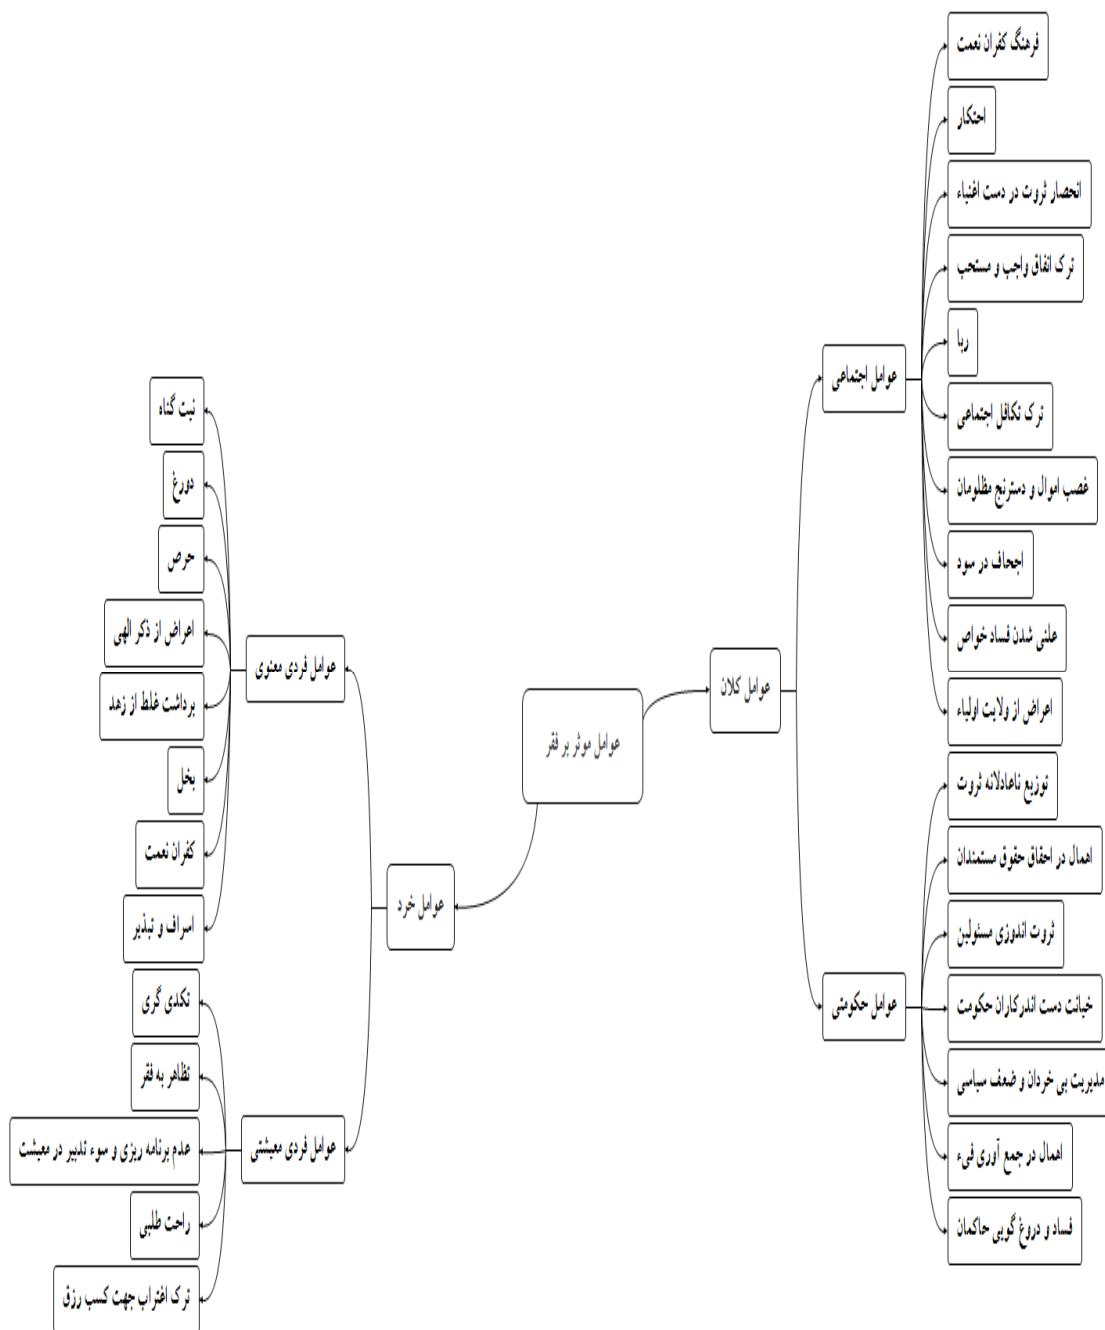 عوامل موثر بر فقر
عوامل کلان
عوامل اجتماعی
فرهنگ کفران نعمت
احتکار
انحصار ثروت در دست اغنیاء
ترک انفاق واجب و مستحب
ربا
ترک تکافل اجتماعی
غصب اموال و دسترنج مظلومان
اجحاف در سود
علنی شدن فساد خواص
اعراض از ولایت اولیاء
عوامل حکومتی
توزیع ناعادلانه ثروت
اهمال در احقاق حقوق مستمندان
ثروت اندوزی مسئولین
خیانت دست اندرکاران حکومت
مدیریت بی خردان و ضعف سیاسی
اهمال در جمع آوری فیء
فساد و دروغ گویی حاکمان
عوامل خرد
عوامل فردی معنوی
نیت گناه
دورغ
حرص
اعراض از ذکر الهی
برداشت غلط از زهد
بخل
کفران نعمت
اسراف و تبذیر
عوامل فردی معیشتی
تکدی گری
تظاهر به فقر
عدم برنامه ریزی و سوء تدبیر در معیشت
راحت طلبی
ترک اغتراب جهت کسب رزق